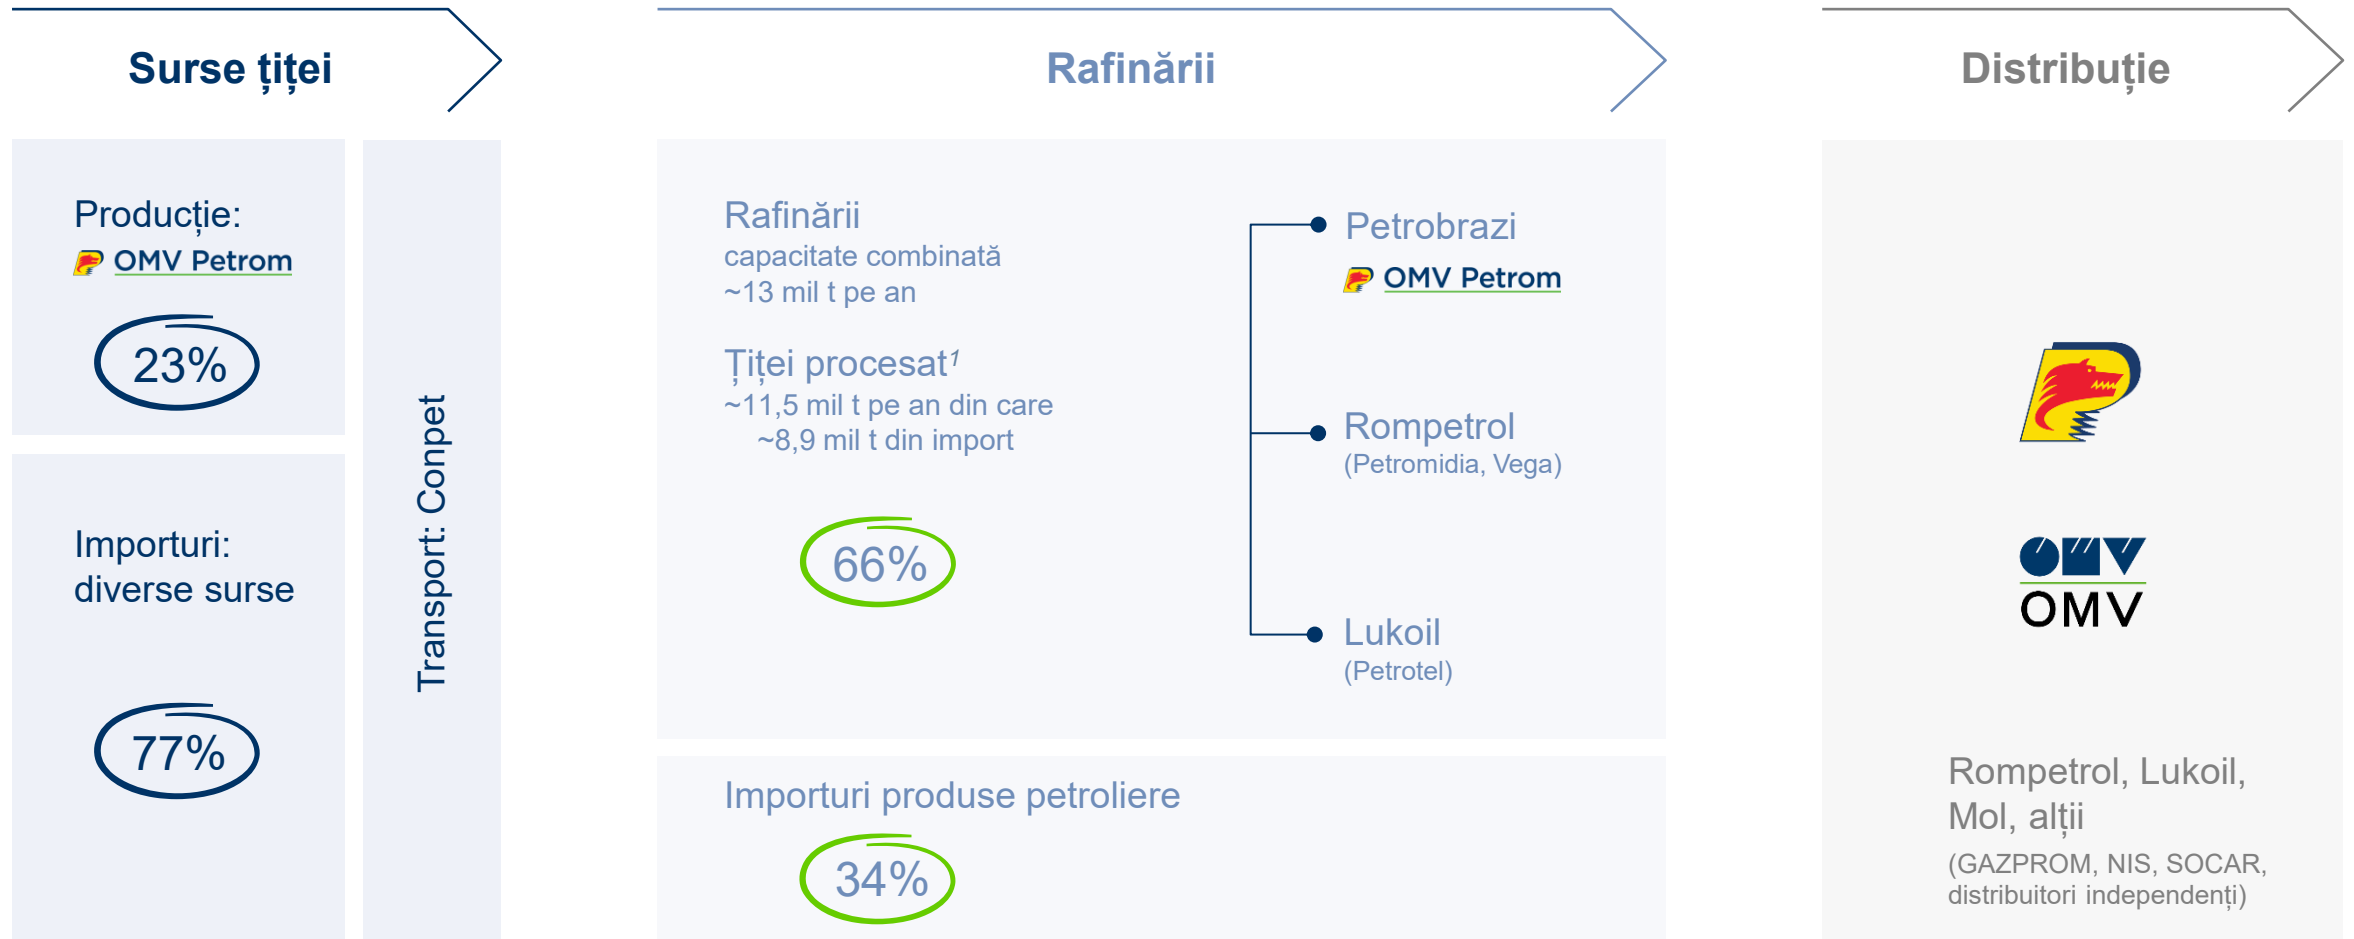 Surse țiței
Rafinării
Distribuție
Producție:
OMV Petrom
23%
Importuri:
diverse surse
77%
Transport: Conpet
Rafinării
capacitate combinată
~13 mil t pe an
Țiței procesat1
~11,5 mil t pe an din care
~8,9 mil t din import
66%
Petrobrazi
OMV Petrom
Rompetrol
(Petromidia, Vega)
Lukoil
(Petrotel)
Importuri produse petroliere
34%
OMV
OMV
Rompetrol, Lukoil,
Mol, alții
(GAZPROM, NIS, SOCAR,
distribuitori independenți)